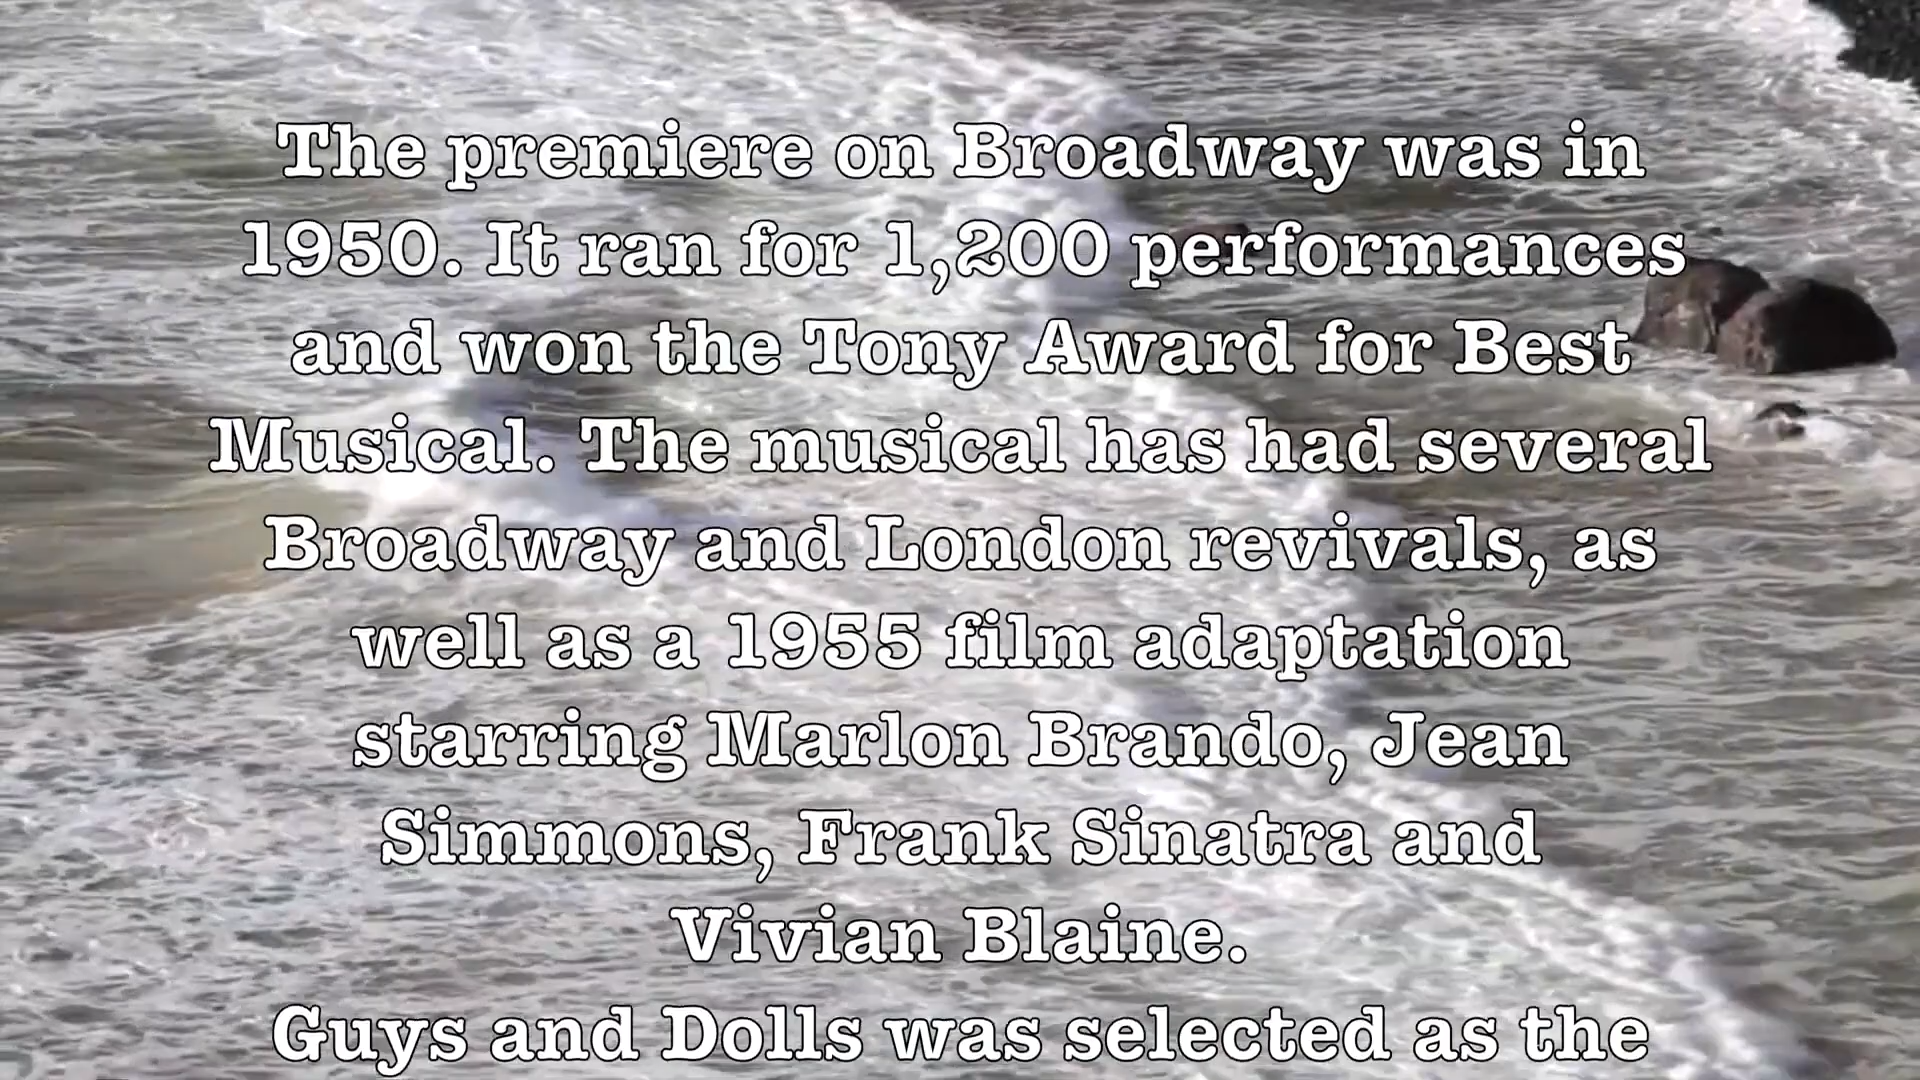 The premiere on Broadway was in
1950. It ran for 1,200 performances
and won the Tony Award for Best
Musical. The musical has had several
Broadway and London revivals, as
well as a 1955 film adaptation
starring Marlon Brando, Jean
Simmons, Frank Sinatra and
Vivian Blaine.
Guys and Dolls was selected as the